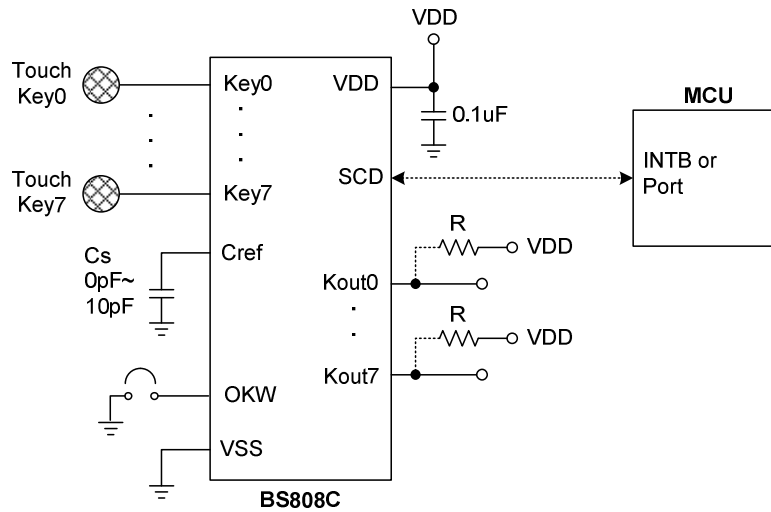 VDD
Touch
Key0
Key0
VDD
0.1uF
MCU
Touch
Key7
Key7
SCD
INTB or
Port
Cs
0pF~
10pF
Cref
R
VDD
Kout0
R
VDD
Kout7
OKW
VSS
BS808C